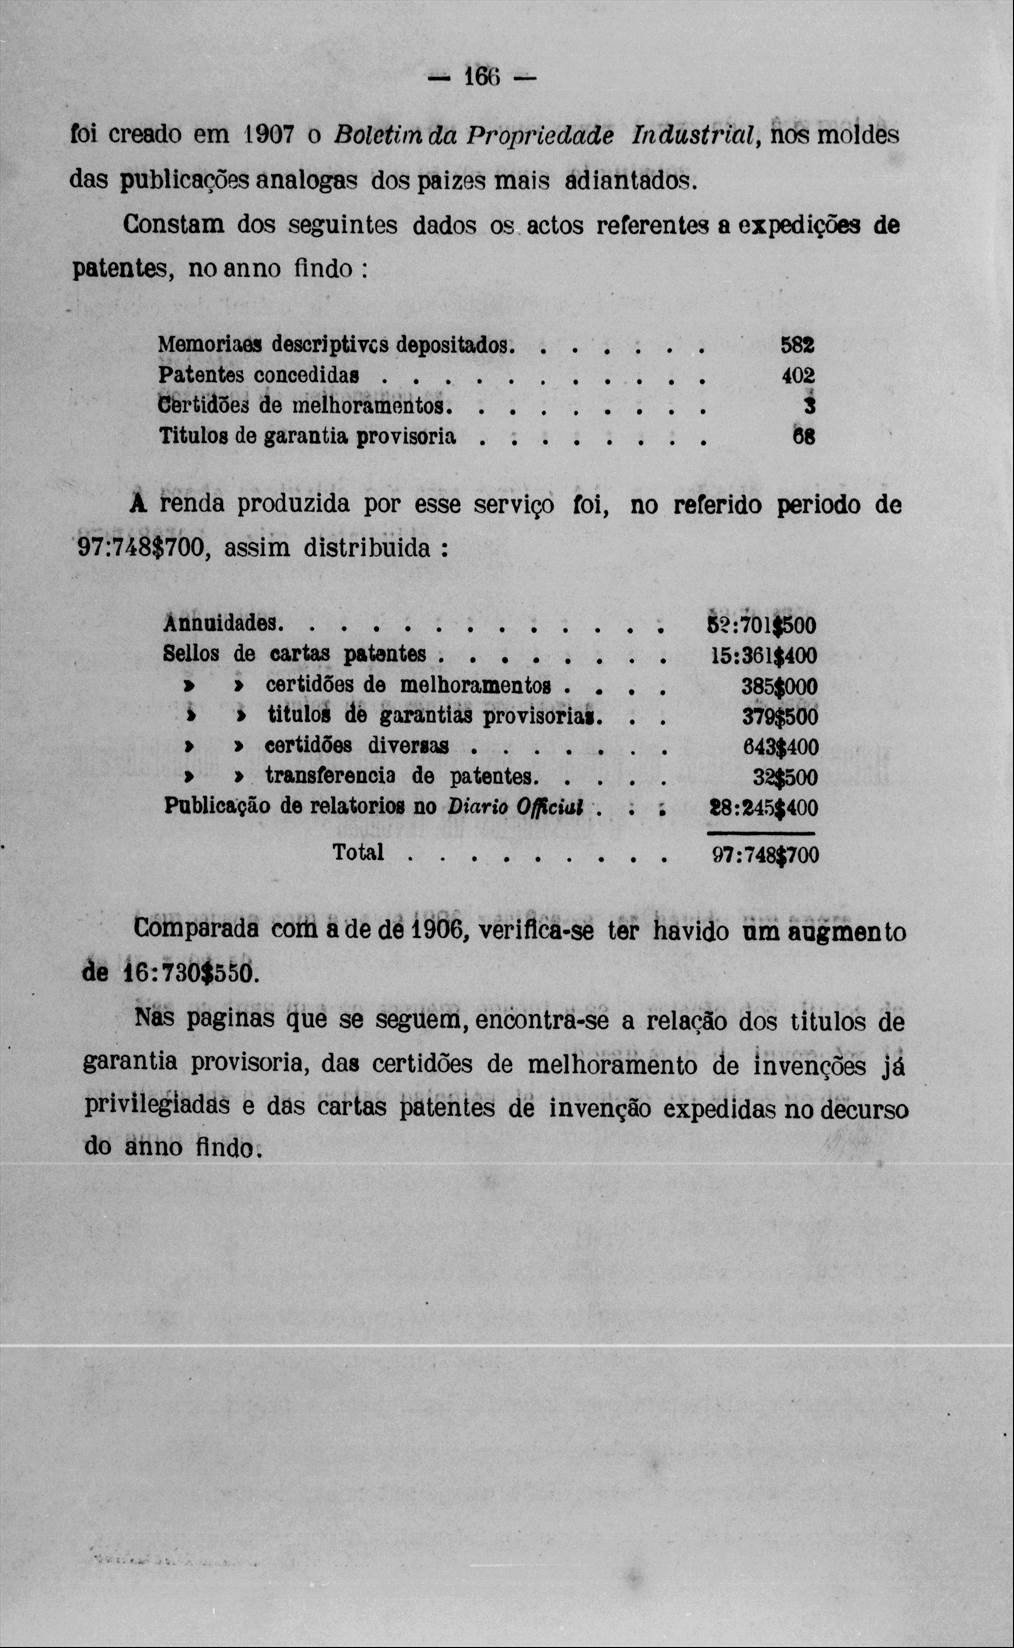 — 166 —
foi creado em 1907 o Boletim da Propriedade Industrial, nos moldes
das publicações analogas dos paizes mais adiantados.
Constam dos seguintes dados os actos referentes a expedições de
patentes, no anno findo :
Memoriaes descriptivos depositados. . . . . . . 582
Patentes concedidas . . . . . . . . . . . 402
Certidões de melhoramentos. . . . . . . . . 3
Titulos de garantia provisoria . . . . . . . . 68
A renda produzida por esse serviço foi, no referido periodo de
97:748$700, assim distribuida :
Annuidades. . . . . . . . . . . . . 52:701$500
Sellos de cartas patentes . . . . . . . . 15:361$400
» » certidões de melhoramentos . . . . 385$000
» » titulos de garantias provisorias. . . 379$500
» » certidões diversas . . . . . . . 643$400
» » transferencia de patentes. . . . . 32$500
Publicação de relatorios no Diario Official . . . 28:245$400
Total . . . . . . . . . 97:748$700
Comparada com a de de 1906, verifica-se ter havido um augmento
de 16:730$550.
Nas paginas que se seguem, encontra-se a relação dos titulos de
garantia provisoria, das certidões de melhoramento de invenções já
privilegiadas e das cartas patentes de invenção expedidas no decurso
do anno findo.